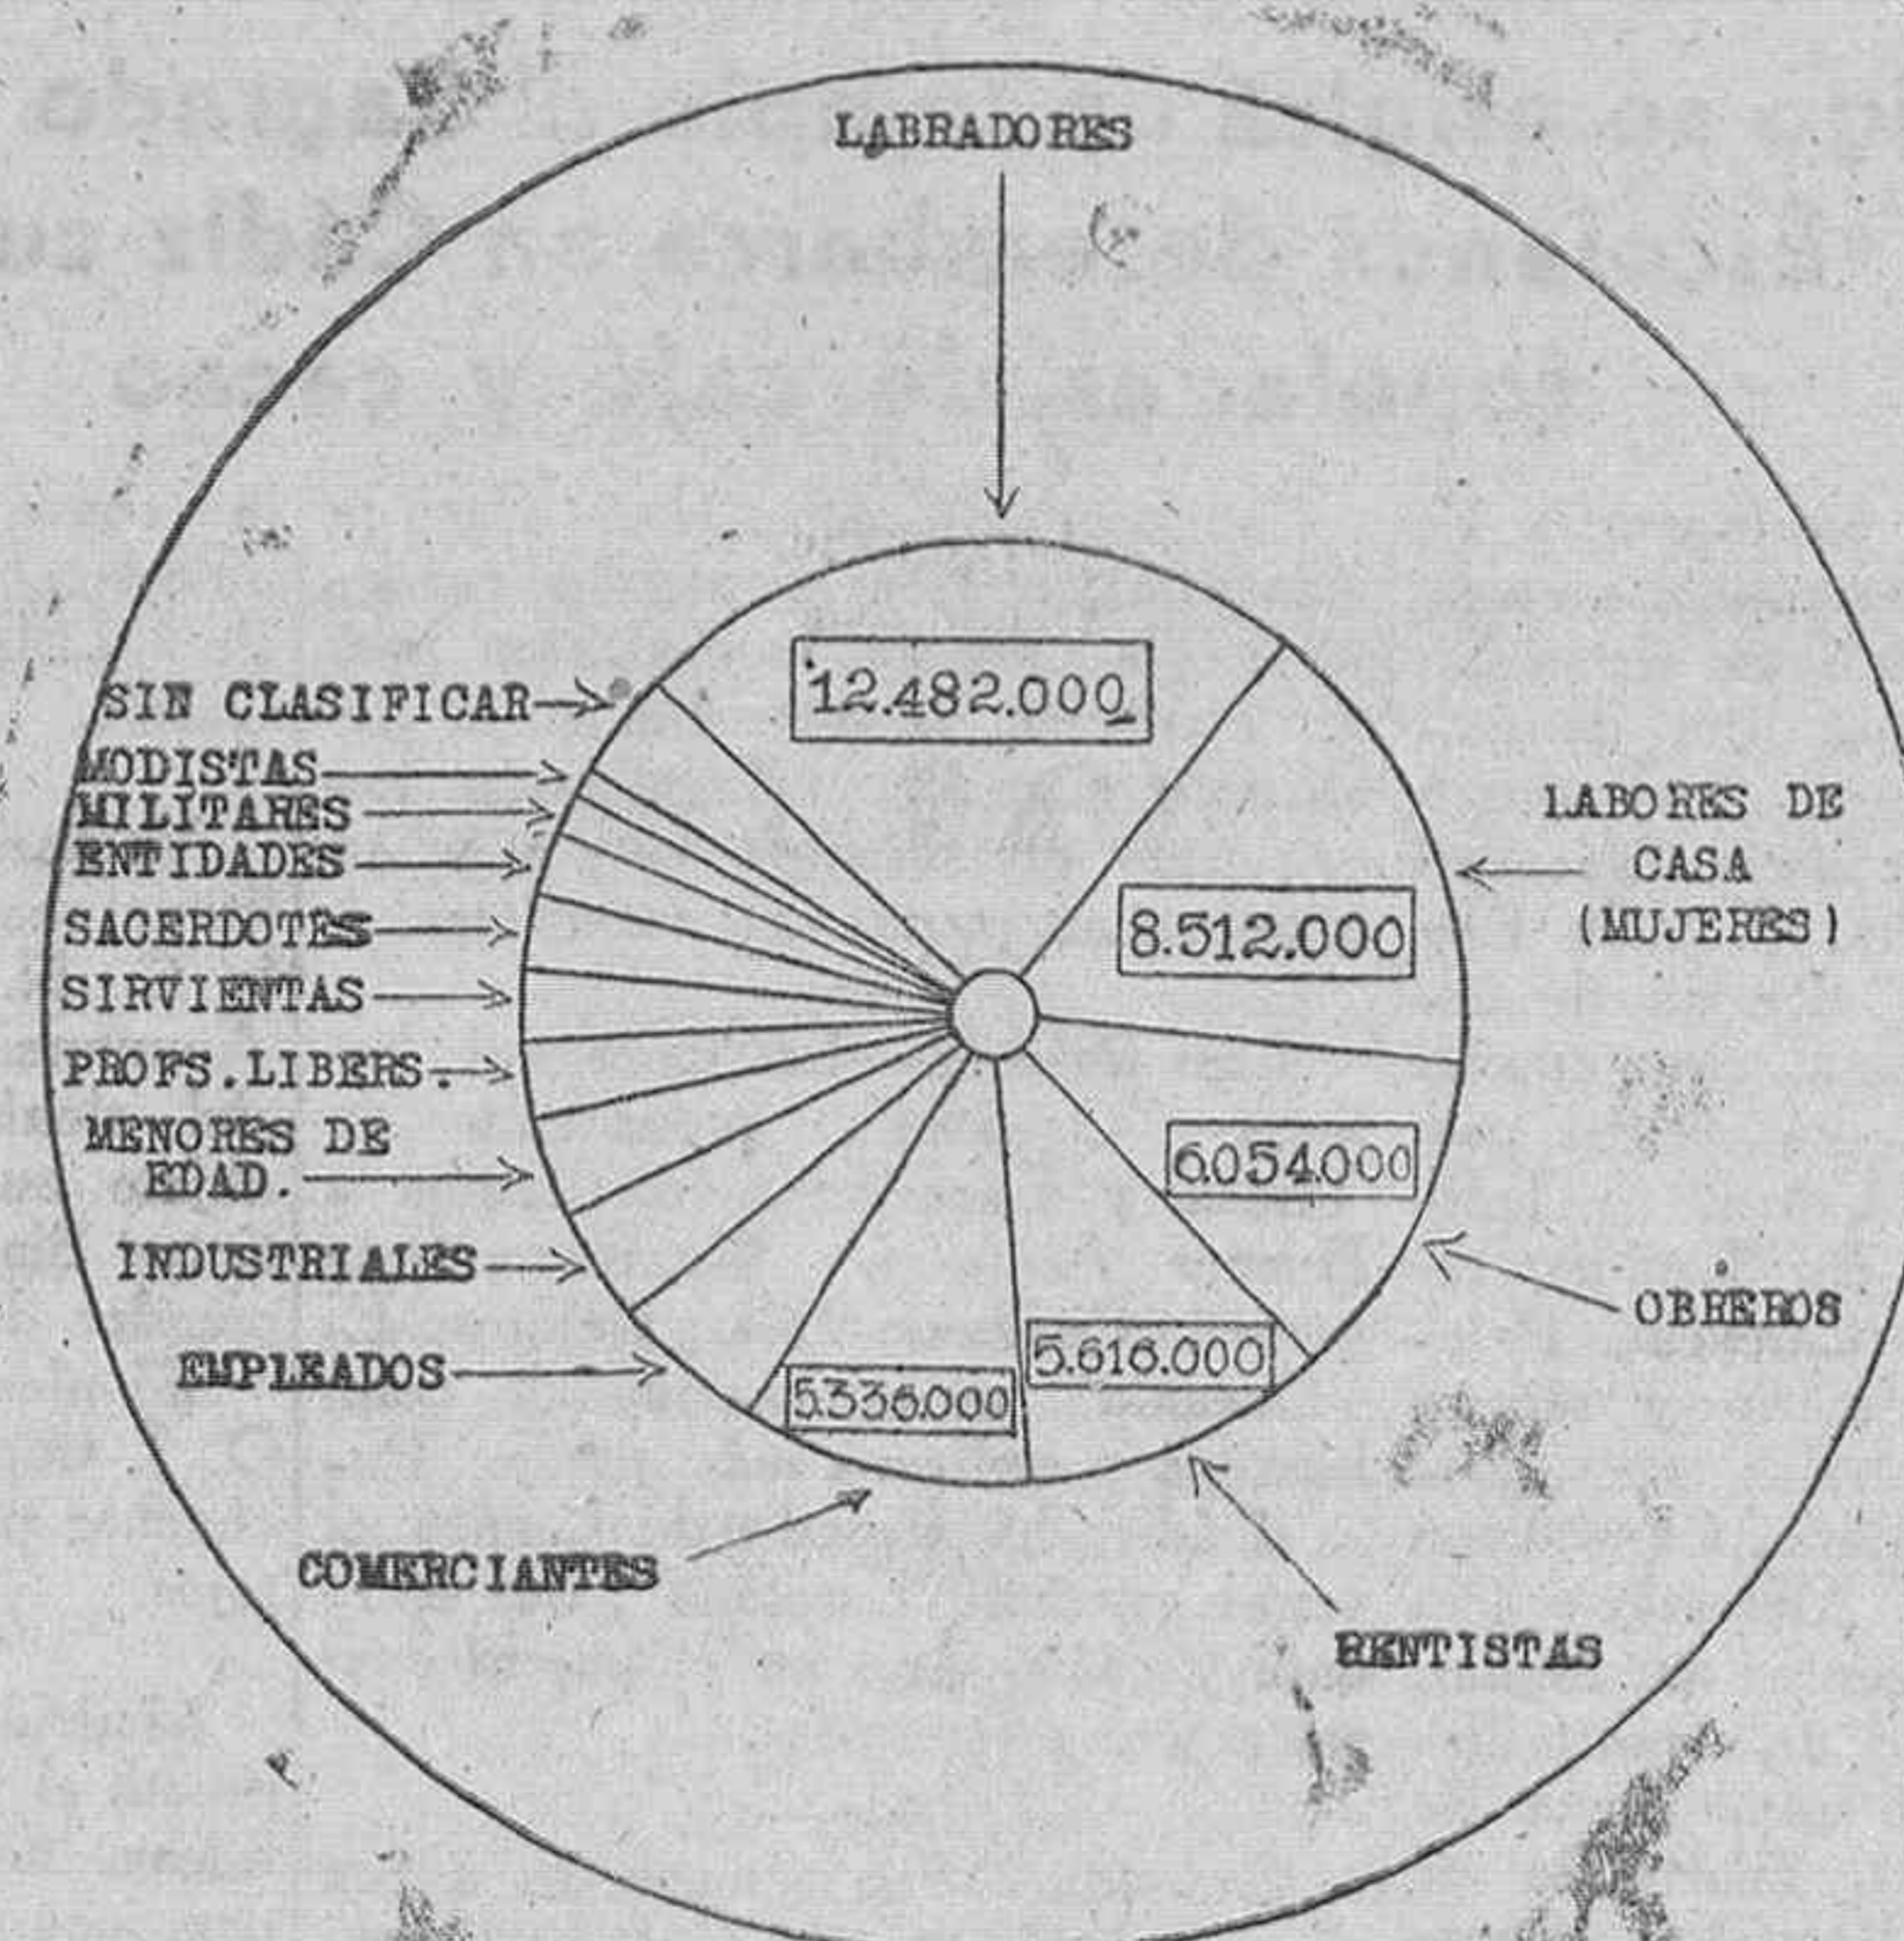 LABRADORES
12.482.000
SIN CLASIFICAR
MODISTAS
MILITARES
ENTIDADES
SACERDOTES
SIRVIENTAS
PROFS.LIBERS.
MENORES DE
EDAD.
INDUSTRIALES
EMPLEADOS
COMERCIANTES
LABORES DE
CASA
(MUJERES)
8.512.000
6.054.000
OBREROS
5.616.000
5.336.000
RENTISTAS